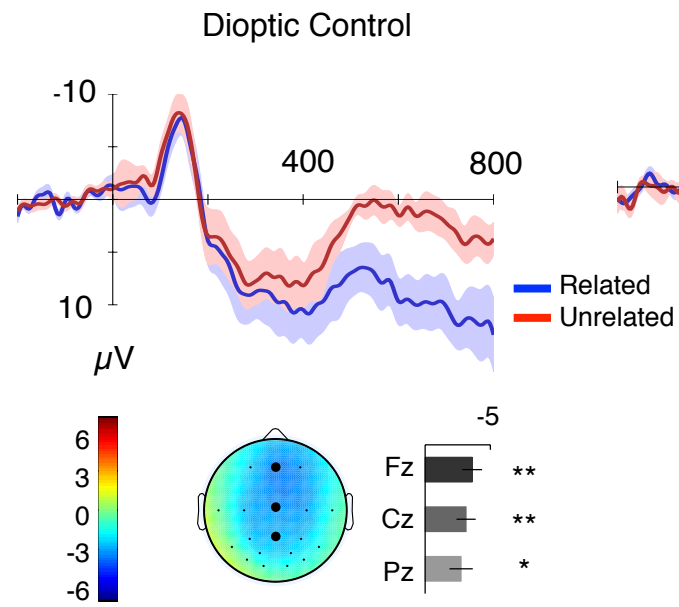 Dioptic Control
-10
400
800
10
µV
Related
Unrelated
6
3
0
-3
-6
-5
Fz
**
Cz
**
Pz
*